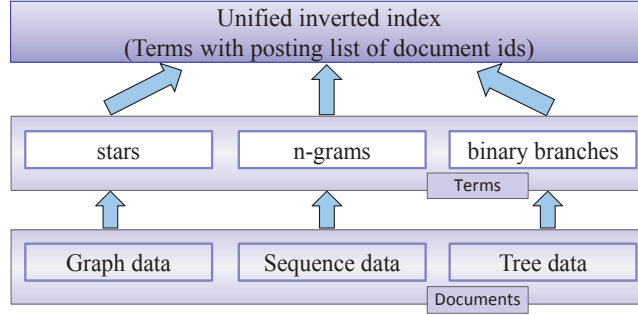 Unified inverted index
(Terms with posting list of document ids)
stars
n-grams
binary branches
Terms
Graph data
Sequence data
Tree data
Documents